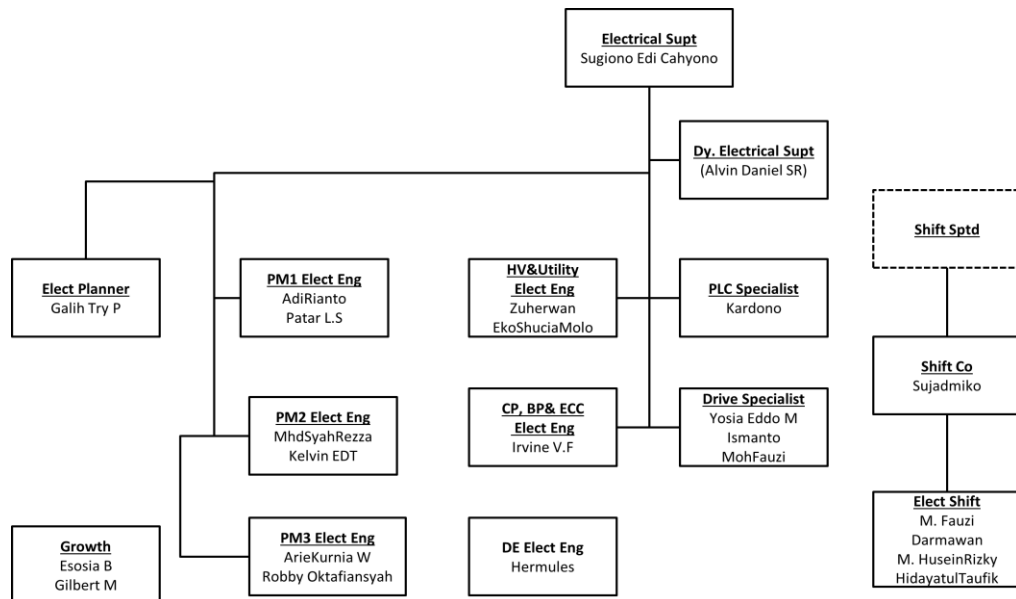 Electrical Supt
Sugiono Edi Cahyono
Dy. Electrical Supt
(Alvin Daniel SR)
Shift Sptd
Elect Planner
Galih Try P
PM1 Elect Eng
AdiRianto
Patar L.S
HV&Utility
Elect Eng
Zuherwan
EkoShuciaMolo
PLC Specialist
Kardono
Shift Co
Sujadmiko
PM2 Elect Eng
MhdSyahRezza
Kelvin EDT
CP, BP& ECC
Elect Eng
Irvine V.F
Drive Specialist
Yosia Eddo M
Ismanto
MohFauzi
Elect Shift
M. Fauzi
Darmawan
M. HuseinRizky
HidayatulTaufik
Growth
Esosia B
Gilbert M
PM3 Elect Eng
ArieKurnia W
Robby Oktafiansyah
DE Elect Eng
Hermules